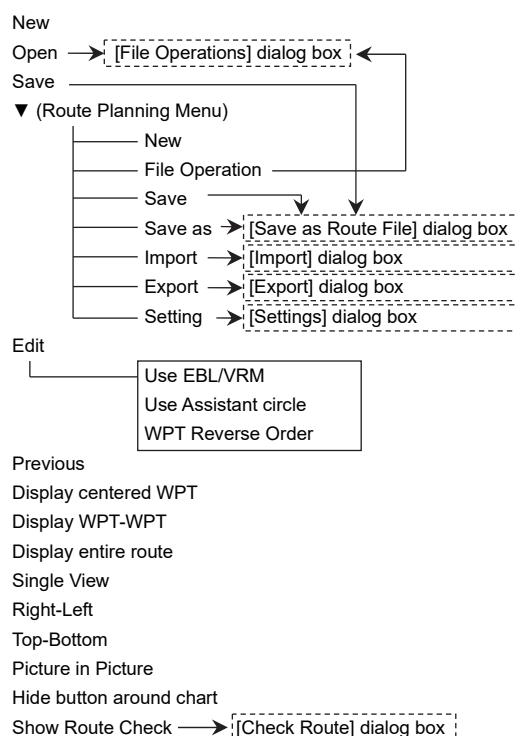 New
Open [File Operations] dialog box
Save
▼ (Route Planning Menu)
New
File Operation
Save
Save as [Save as Route File] dialog box
Import [Import] dialog box
Export [Export] dialog box
Setting [Settings] dialog box
Edit
Use EBL/VRM
Use Assistant circle
WPT Reverse Order
Previous
Display centered WPT
Display WPT-WPT
Display entire route
Single View
Right-Left
Top-Bottom
Picture in Picture
Hide button around chart
Show Route Check [Check Route] dialog box